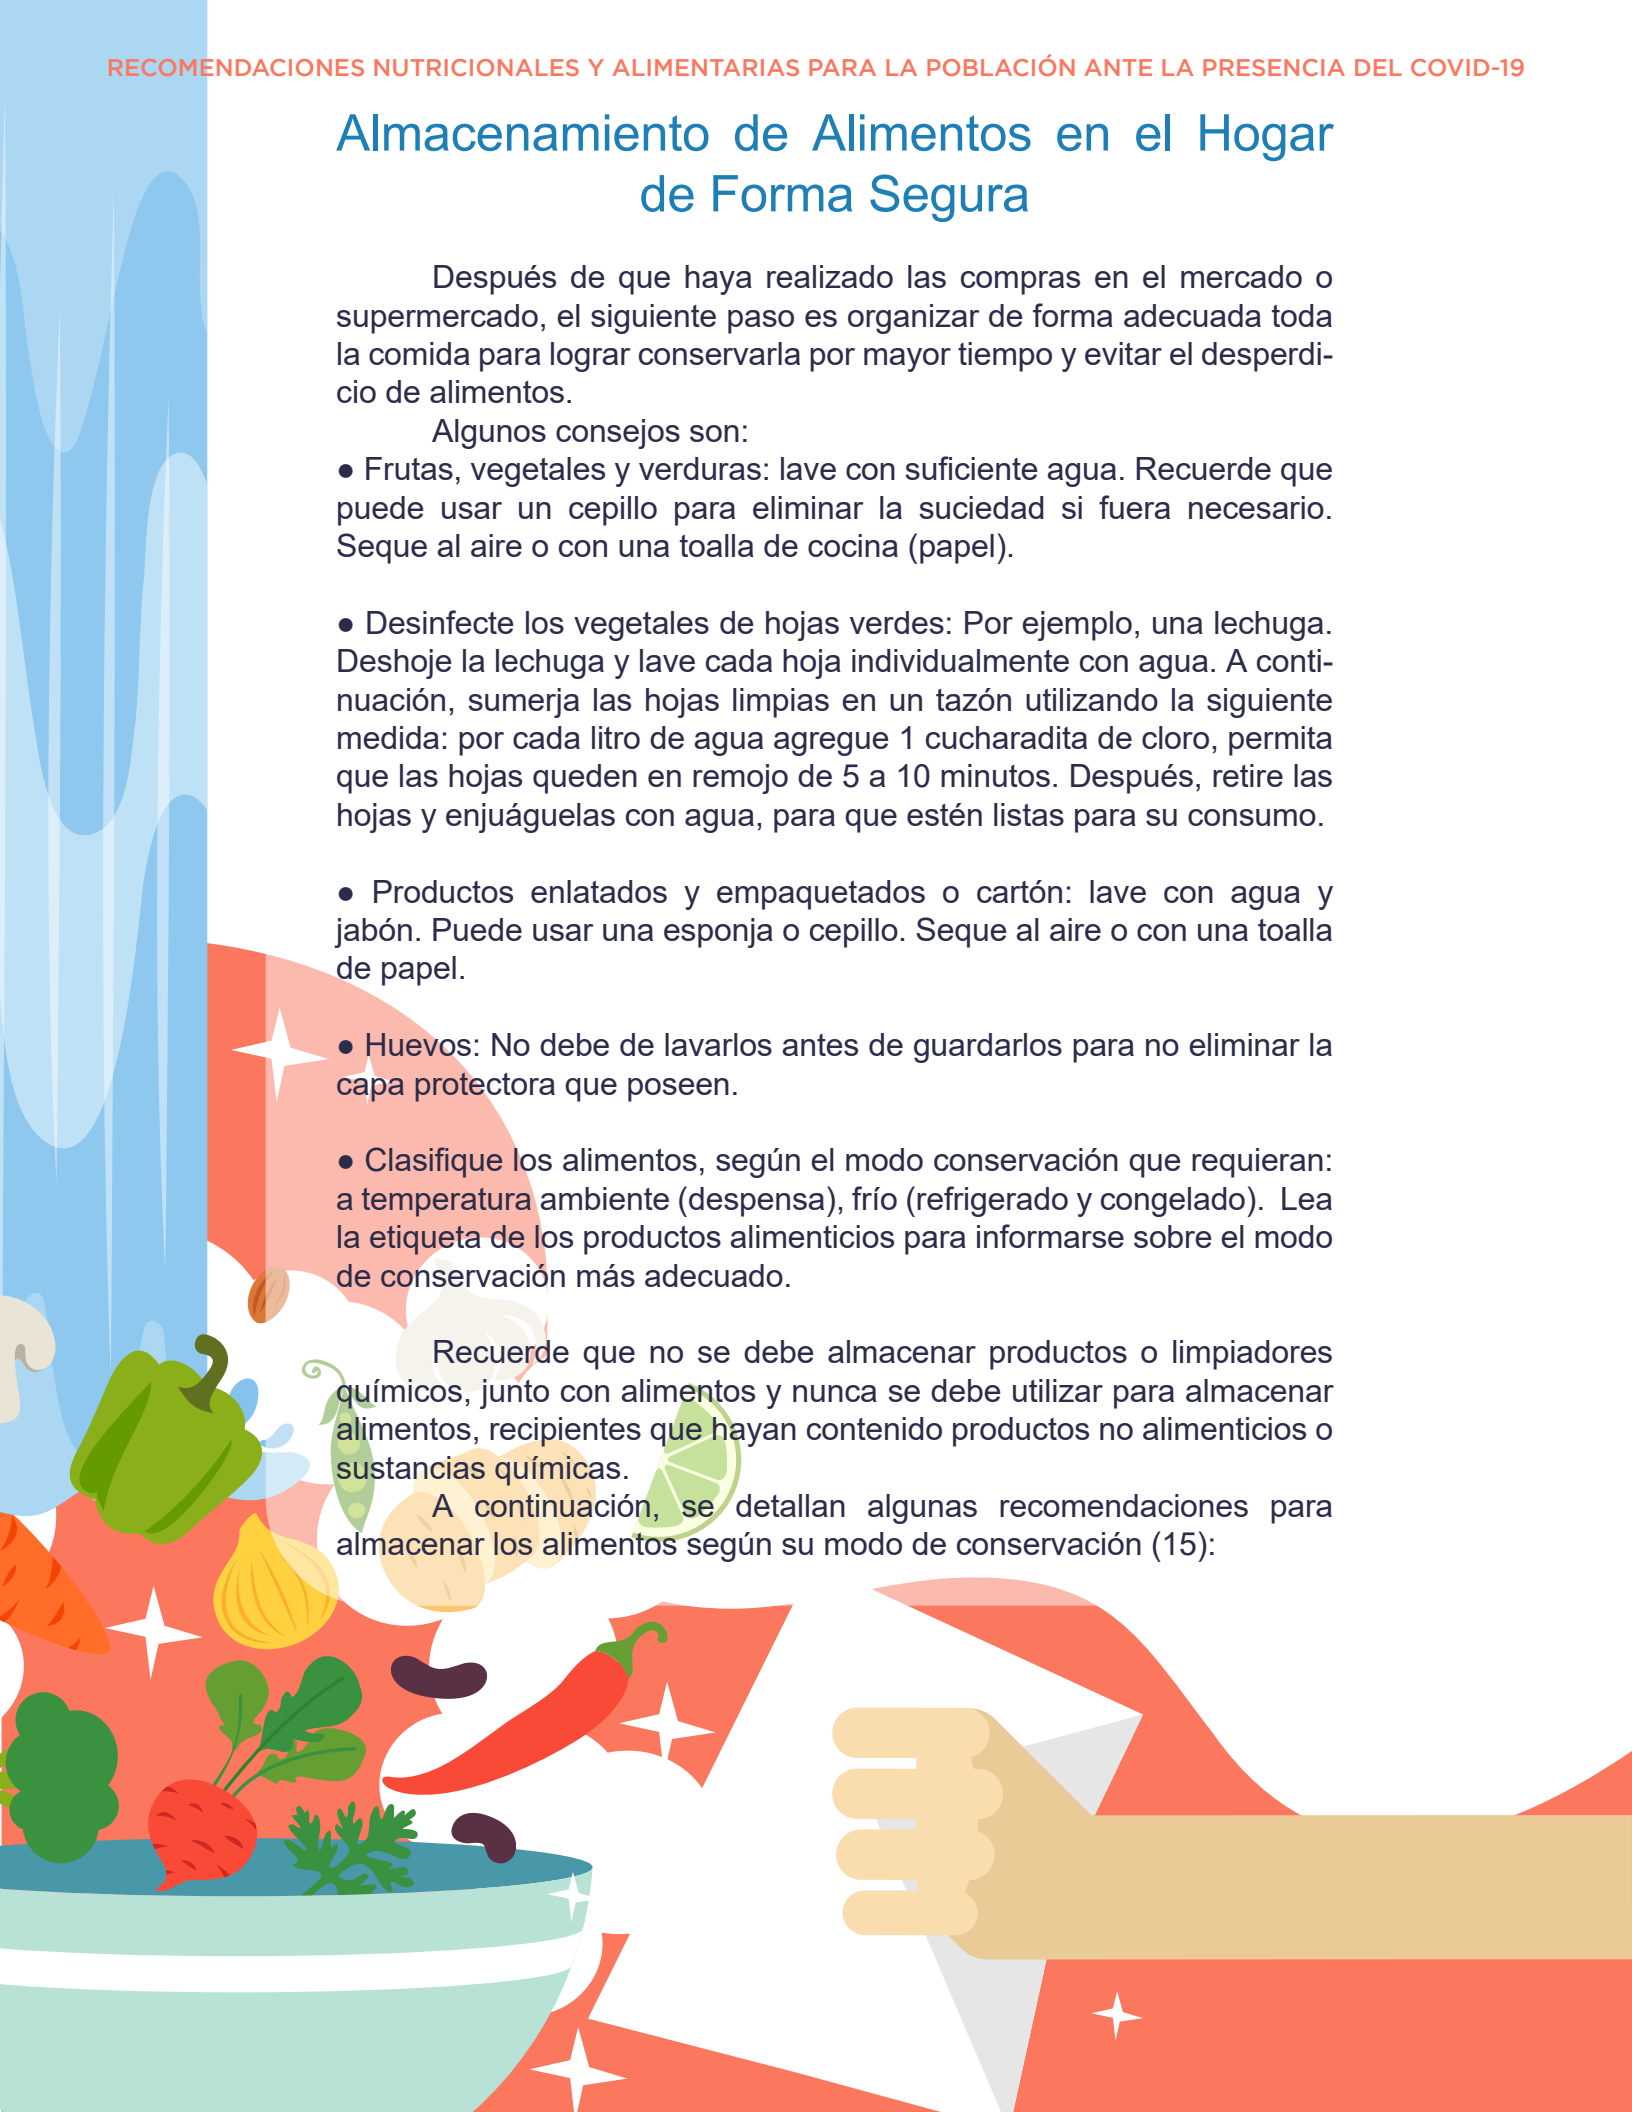 RECOMENDACIONES NUTRICIONALES Y ALIMENTARIAS PARA LA POBLACIÓN ANTE LA PRESENCIA DEL COVID-19
Almacenamiento de Alimentos en el Hogar
de Forma Segura
Después de que haya realizado las compras en el mercado o
supermercado, el siguiente paso es organizar de forma adecuada toda
la comida para lograr conservarla por mayor tiempo y evitar el desperdi-
cio de alimentos.
Algunos consejos son:
● Frutas, vegetales y verduras: lave con suficiente agua. Recuerde que
puede usar un cepillo para eliminar la suciedad si fuera necesario.
Seque al aire o con una toalla de cocina (papel).
● Desinfecte los vegetales de hojas verdes: Por ejemplo, una lechuga.
Deshoje la lechuga y lave cada hoja individualmente con agua. A conti-
nuación, sumerja las hojas limpias en un tazón utilizando la siguiente
medida: por cada litro de agua agregue 1 cucharadita de cloro, permita
que las hojas queden en remojo de 5 a 10 minutos. Después, retire las
hojas y enjuáguelas con agua, para que estén listas para su consumo.
● Productos enlatados y empaquetados o cartón: lave con agua y
jabón. Puede usar una esponja o cepillo. Seque al aire o con una toalla
de papel.
● Huevos: No debe de lavarlos antes de guardarlos para no eliminar la
capa protectora que poseen.
● Clasifique los alimentos, según el modo conservación que requieran:
a temperatura ambiente (despensa), frío (refrigerado y congelado).  Lea
la etiqueta de los productos alimenticios para informarse sobre el modo
de conservación más adecuado.
Recuerde que no se debe almacenar productos o limpiadores
químicos, junto con alimentos y nunca se debe utilizar para almacenar
alimentos, recipientes que hayan contenido productos no alimenticios o
sustancias químicas.
A continuación, se detallan algunas recomendaciones para
almacenar los alimentos según su modo de conservación (15):